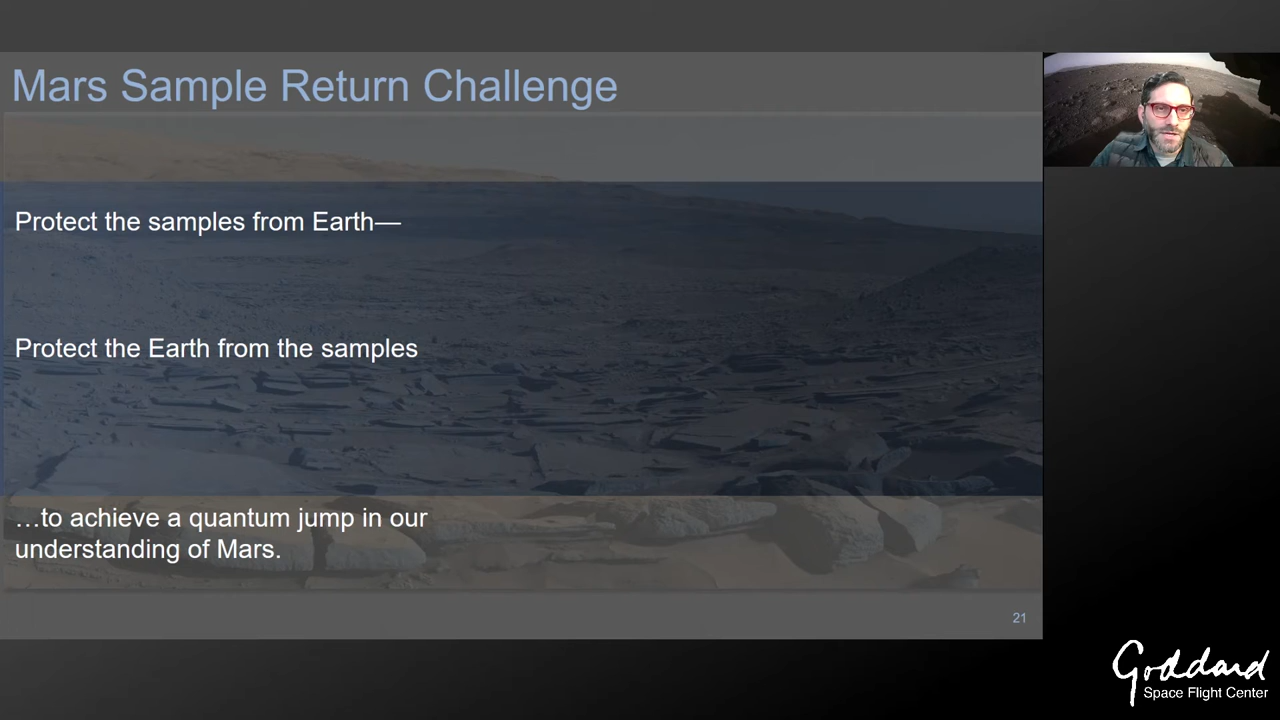 Mars Sample Return Challenge
Protect the samples from Earth—
Protect the Earth from the samples
…to achieve a quantum jump in our
understanding of Mars.
21
Goddard
Space Flight Center